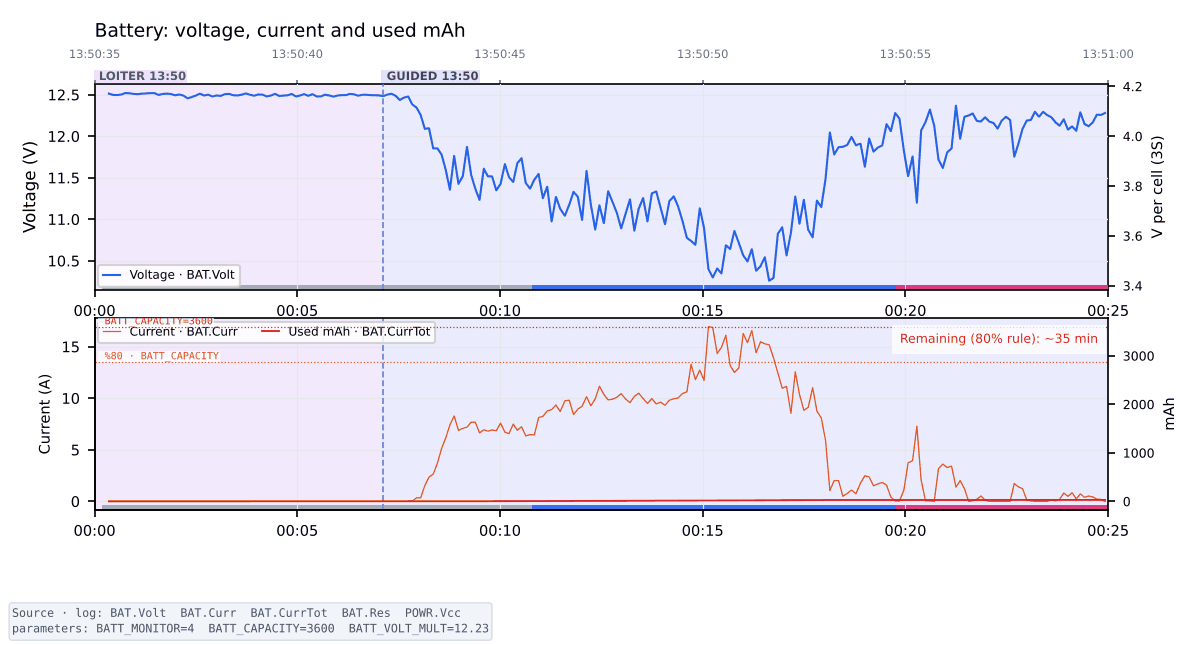 Battery: voltage, current and used mAh
13:50:35 13:50:40 13:50:45 13:50:50 13:50:55 13:51:00
LOITER 13:50 GUIDED 13:50
12.5 12.0 11.5 11.0 10.5
Voltage (V)
4.2 4.0 3.8 3.6 3.4
V per cell (3S)
Voltage · BAT.Volt
00:00 00:05 00:10 00:15 00:20 00:25
BATT_CAPACITY=3600
Current · BAT.Curr Used mAh · BAT.CurrTot
Remaining (80% rule): ~35 min
%80 · BATT_CAPACITY
15 10 5 0
Current (A)
3000 2000 1000 0
mAh
00:00 00:05 00:10 00:15 00:20 00:25
Source · log: BAT.Volt BAT.Curr BAT.CurrTot BAT.Res POWR.Vcc
parameters: BATT_MONITOR=4 BATT_CAPACITY=3600 BATT_VOLT_MULT=12.23